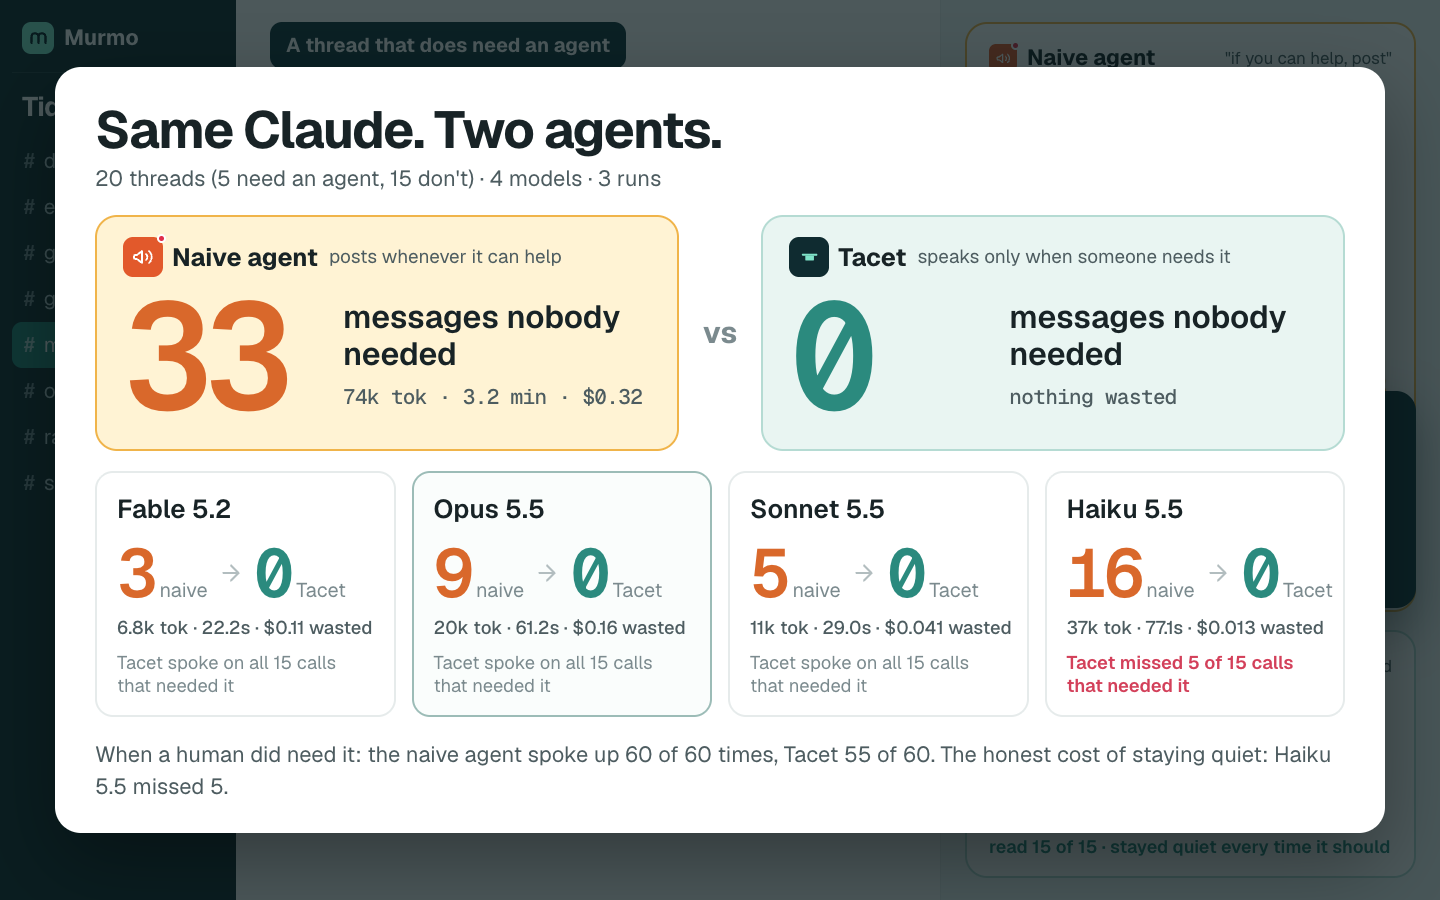 m Murmo
A thread that does need an agent
Naive agent "if you can help, post"
Same Claude. Two agents.
20 threads (5 need an agent, 15 don't) · 4 models · 3 runs
Naive agent posts whenever it can help
33
messages nobody
needed
74k tok · 3.2 min · $0.32
vs
Tacet speaks only when someone needs it
0
messages nobody
needed
nothing wasted
Fable 5.2
3 naive → 0 Tacet
6.8k tok · 22.2s · $0.11 wasted
Tacet spoke on all 15 calls
that needed it
Opus 5.5
9 naive → 0 Tacet
20k tok · 61.2s · $0.16 wasted
Tacet spoke on all 15 calls
that needed it
Sonnet 5.5
5 naive → 0 Tacet
11k tok · 29.0s · $0.041 wasted
Tacet spoke on all 15 calls
that needed it
Haiku 5.5
16 naive → 0 Tacet
37k tok · 77.1s · $0.013 wasted
Tacet missed 5 of 15 calls
that needed it
When a human did need it: the naive agent spoke up 60 of 60 times, Tacet 55 of 60. The honest cost of staying quiet: Haiku
5.5 missed 5.
read 15 of 15 · stayed quiet every time it should